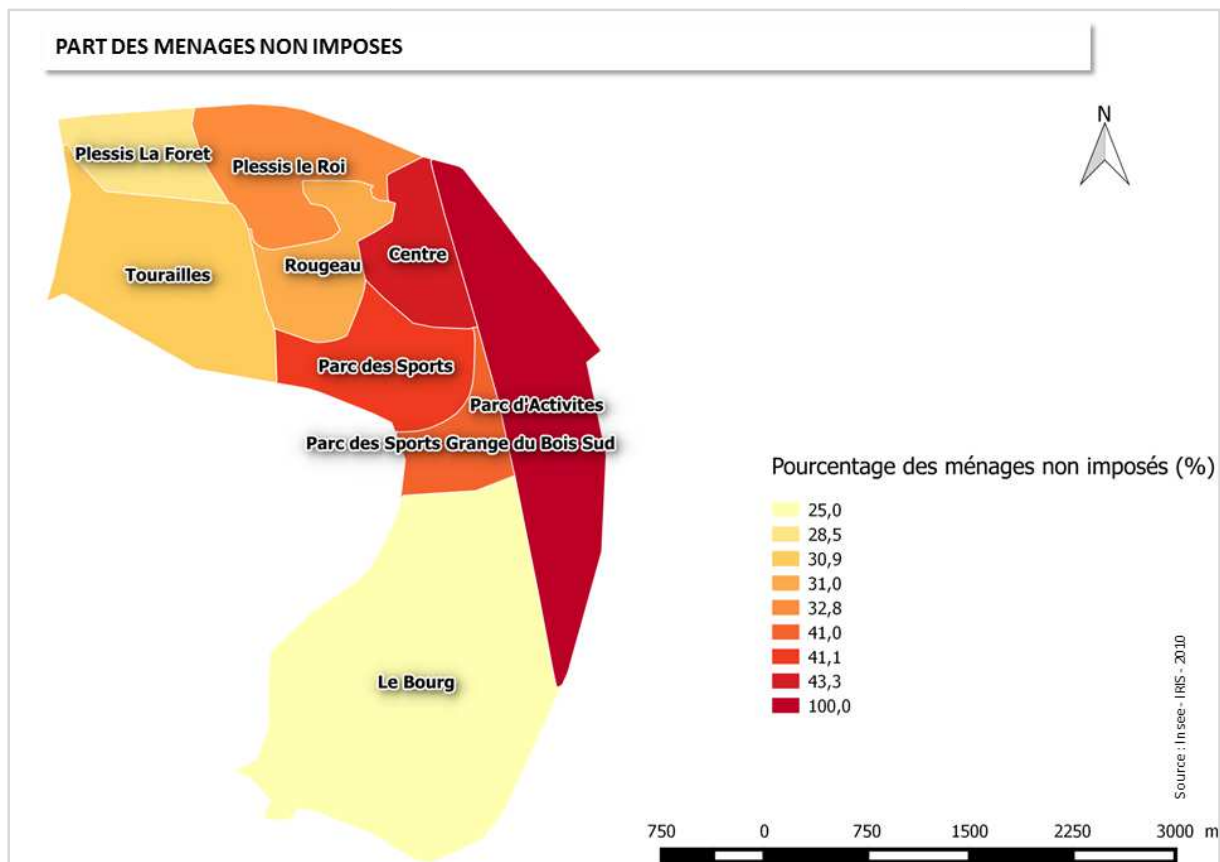 PART DES MENAGES NON IMPOSES
N
Plessis La Foret
Plessis le Roi
Centre
Rougeau
Tourailles
Parc des Sports
Parc d'Activites
Parc des Sports Grange du Bois Sud
Le Bourg
Pourcentage des ménages non imposés (%)
25,0
28,5
30,9
31,0
32,8
41,0
41,1
43,3
100,0
Source : Insee - IRIS - 2010
750 0 750 1500 2250 3000 m